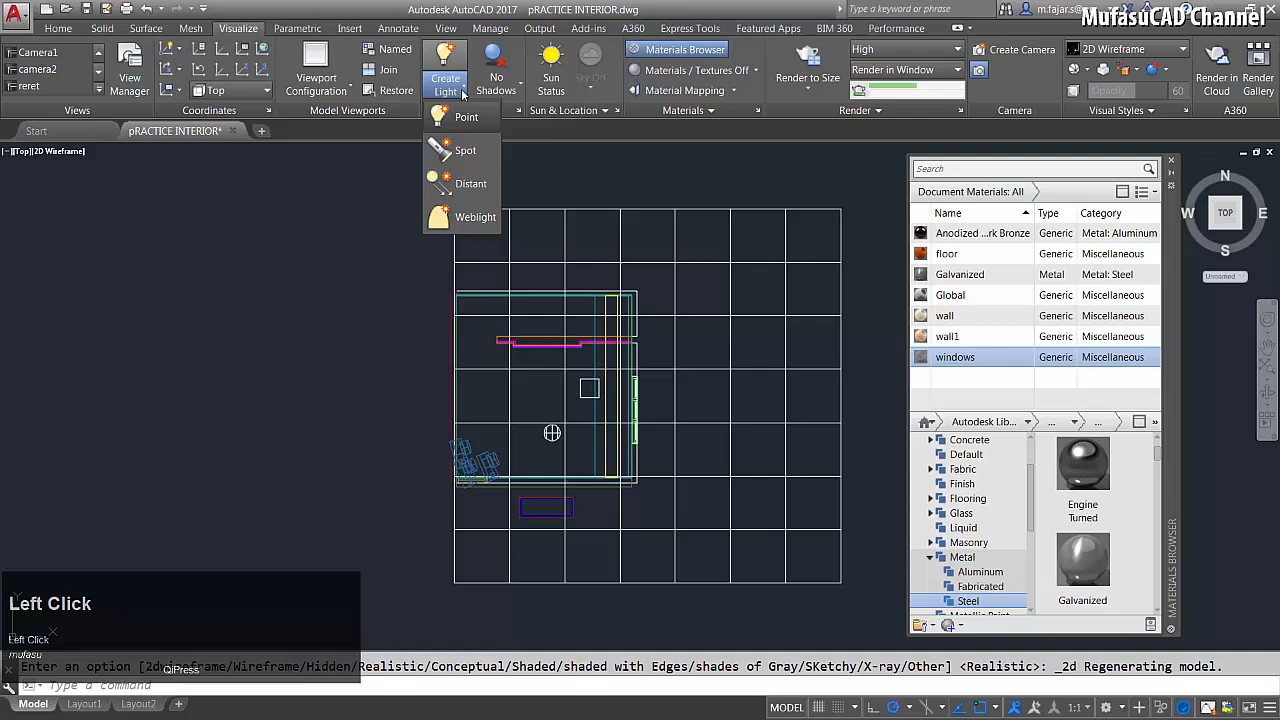 Autodesk AutoCAD 2017 pRACTICE INTERIOR.dwg
Type a keyword or phrase
m.fajar.s...
MufasuCAD Channel
Home Solid Surface Mesh Visualize Parametric Insert Annotate View Manage Output Add-ins A360 Express Tools Featured Apps BIM 360 Performance
Camera1
camera2
reret
View Manager
Top
Viewport Configuration
Named
Join
Restore
Create Light
No Shadows
Sun Status
Sky Off
Materials Browser
Materials / Textures Off
Material Mapping
Render to Size
High
Render in Window
Create Camera
2D Wireframe
Opacity 60
Render in Cloud
Render Gallery
Views Coordinates Model Viewports Sun & Location Materials Render Camera Visual Styles A360
Point
Spot
Distant
Weblight
Start pRACTICE INTERIOR*
[–][Top][2D Wireframe]
Search
Document Materials: All
Name Type Category
Anodized ...rk Bronze Generic Metal: Aluminum
floor Generic Miscellaneous
Galvanized Metal Metal: Steel
Global Generic Miscellaneous
wall Generic Miscellaneous
wall1 Generic Miscellaneous
windows Generic Miscellaneous
Autodesk Lib... ... ...
Concrete
Default
Fabric
Finish
Flooring
Glass
Liquid
Masonry
Metal
Aluminum
Fabricated
Steel
Engine Turned
Galvanized
MATERIALS BROWSER
N
W TOP E
S
Unnamed
Left Click
Left Click
mufasu
QiPress
Enter an option [2dwireframe/Wireframe/Hidden/Realistic/Conceptual/Shaded/shaded with Edges/shades of Gray/SKetchy/X-ray/Other] <Realistic>: _2d Regenerating model.
Type a command
Model Layout1 Layout2
MODEL 1:1